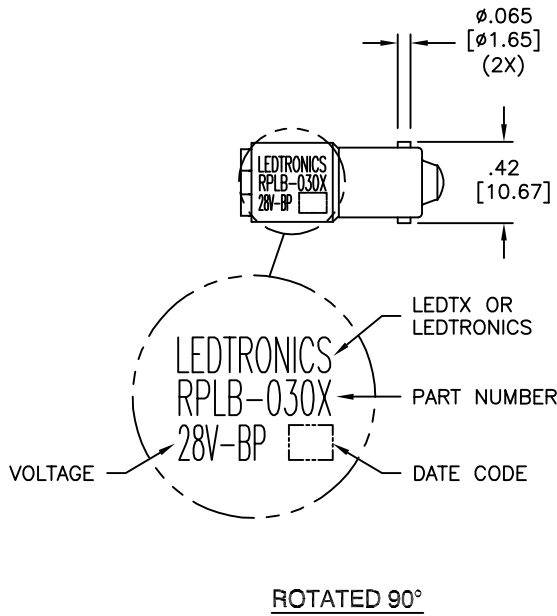 ø.065
[ø1.65]
(2X)
LEDTRONICS
RPLB-030X
28V-BP
.42
[10.67]
LEDTX OR
LEDTRONICS
LEDTRONICS
RPLB-030X
PART NUMBER
28V-BP
VOLTAGE
DATE CODE
ROTATED 90°